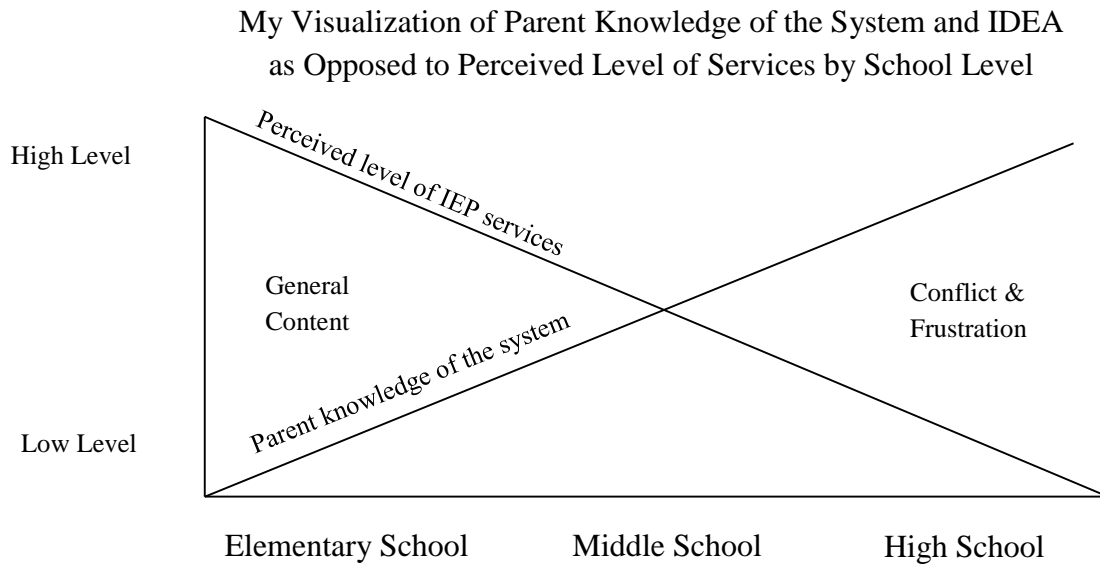 My Visualization of Parent Knowledge of the System and IDEA
as Opposed to Perceived Level of Services by School Level
High Level
Perceived level of IEP services
General
Content
Conflict &
Frustration
Parent knowledge of the system
Low Level
Elementary School
Middle School
High School